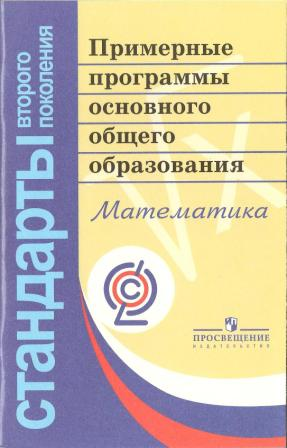 стандарты
второго
поколения
Примерные
программы
основного
общего
образования
Математика
√x
С
ПРОСВЕЩЕНИЕ
ИЗДАТЕЛЬСТВО